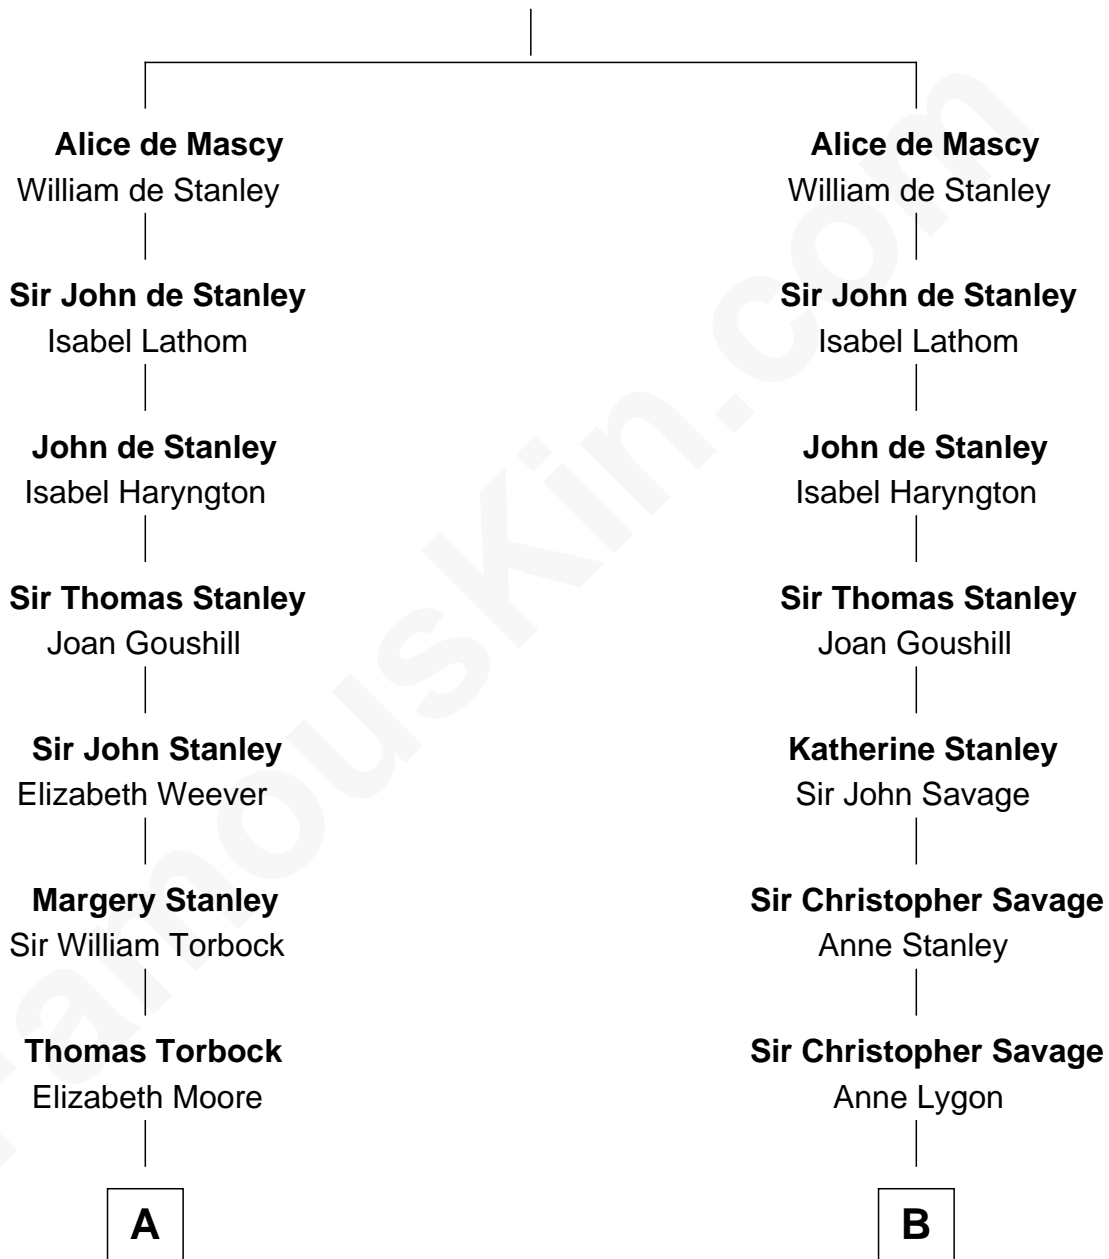 Alice de Mascy
William de Stanley
Sir John de Stanley
Isabel Lathom
John de Stanley
Isabel Haryngton
Sir Thomas Stanley
Joan Goushill
Sir John Stanley
Elizabeth Weever
Margery Stanley
Sir William Torbock
Thomas Torbock
Elizabeth Moore
A
Alice de Mascy
William de Stanley
Sir John de Stanley
Isabel Lathom
John de Stanley
Isabel Haryngton
Sir Thomas Stanley
Joan Goushill
Katherine Stanley
Sir John Savage
Sir Christopher Savage
Anne Stanley
Sir Christopher Savage
Anne Lygon
B
FamousKin.com